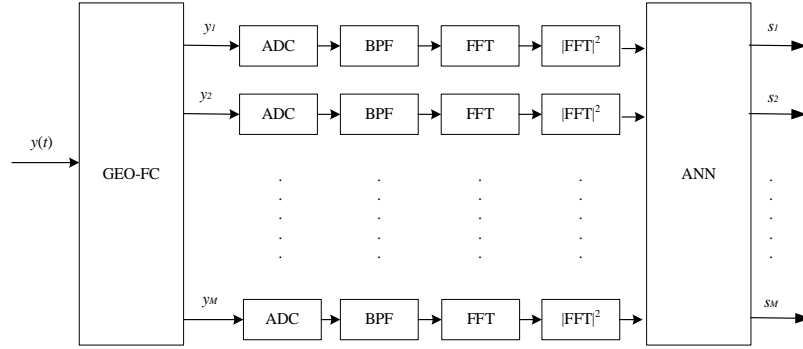 y1 ADC BPF FFT |FFT|² s1
y2 ADC BPF FFT |FFT|² s2
y(t)
GEO-FC ANN
yM ADC BPF FFT |FFT|² sM